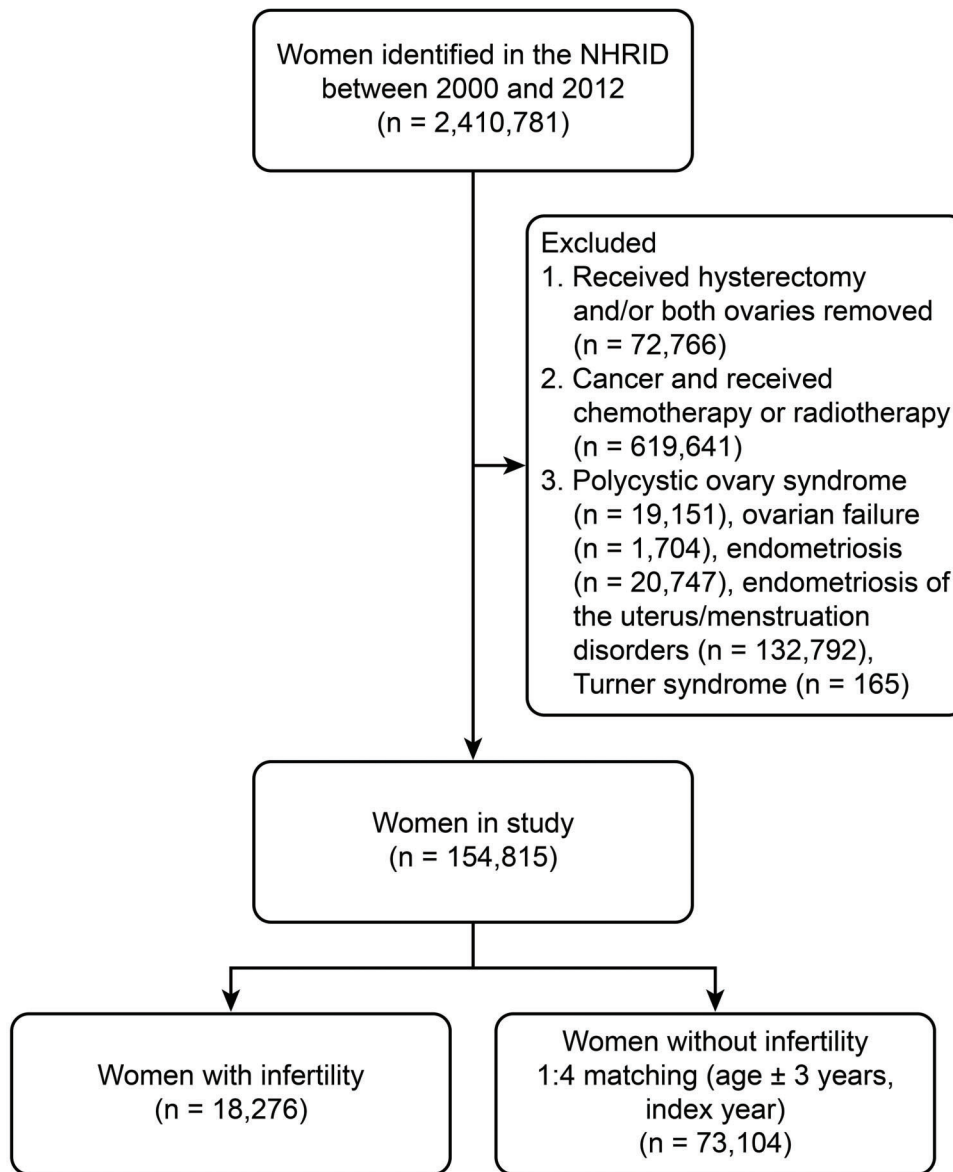 Women identified in the NHRID
between 2000 and 2012
(n = 2,410,781)
Excluded
1. Received hysterectomy
and/or both ovaries removed
(n = 72,766)
2. Cancer and received
chemotherapy or radiotherapy
(n = 619,641)
3. Polycystic ovary syndrome
(n = 19,151), ovarian failure
(n = 1,704), endometriosis
(n = 20,747), endometriosis of
the uterus/menstruation
disorders (n = 132,792),
Turner syndrome (n = 165)
Women in study
(n = 154,815)
Women with infertility
(n = 18,276)
Women without infertility
1:4 matching (age ± 3 years,
index year)
(n = 73,104)